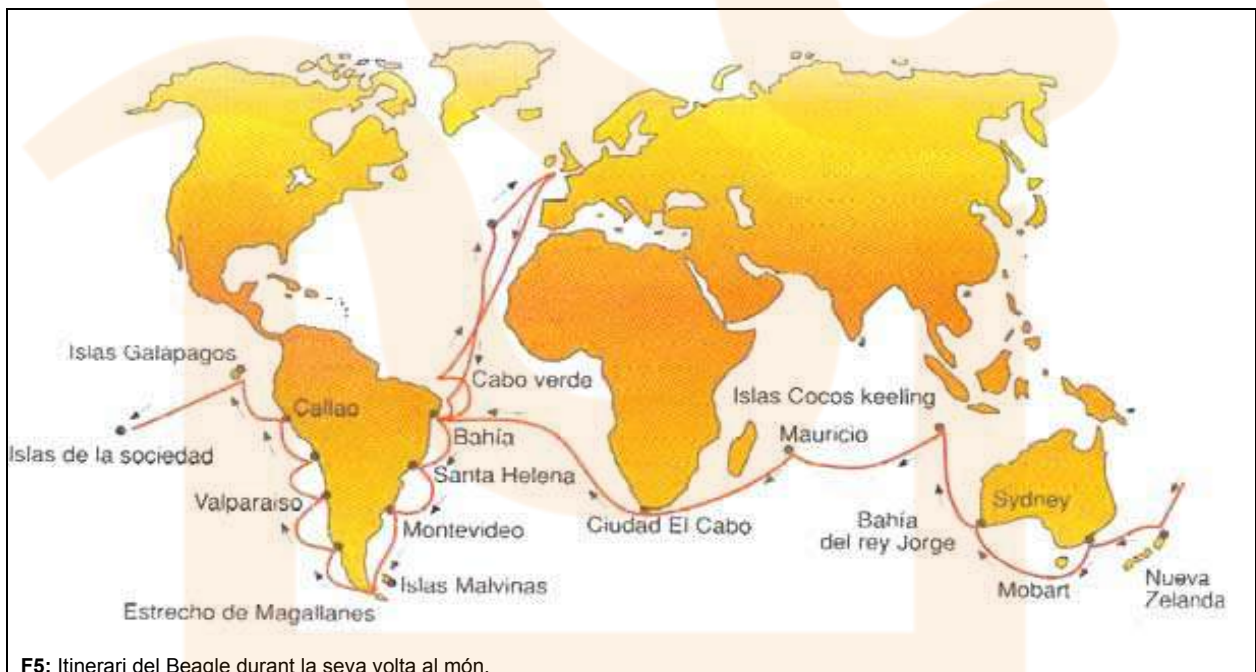 Islas Galápagos
Cabo verde
Islas Cocos keeling
Callao
Mauricio
Bahía
Islas de la sociedad
Santa Helena
Valparaiso
Sydney
Montevideo
Ciudad El Cabo
Bahía
del rey Jorge
Islas Malvinas
Mobart
Nueva
Zelanda
Estrecho de Magallanes
F5: Itinerari del Beagle durant la seva volta al món.